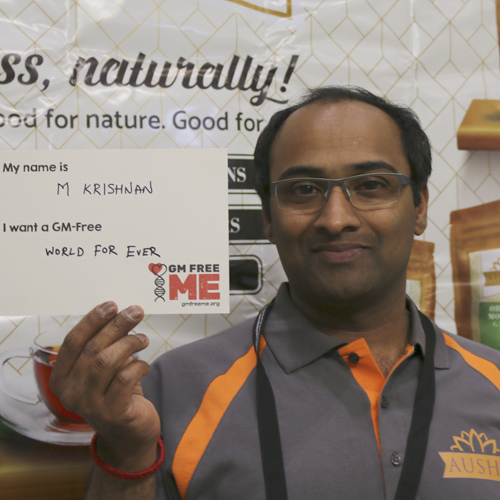 ss, naturally!
ood for nature. Good for
NS
S
My name is
M KRISHNAN
I want a GM-Free
WORLD FOR EVER
GM FREE
ME
gmfreeme.org
AUSH